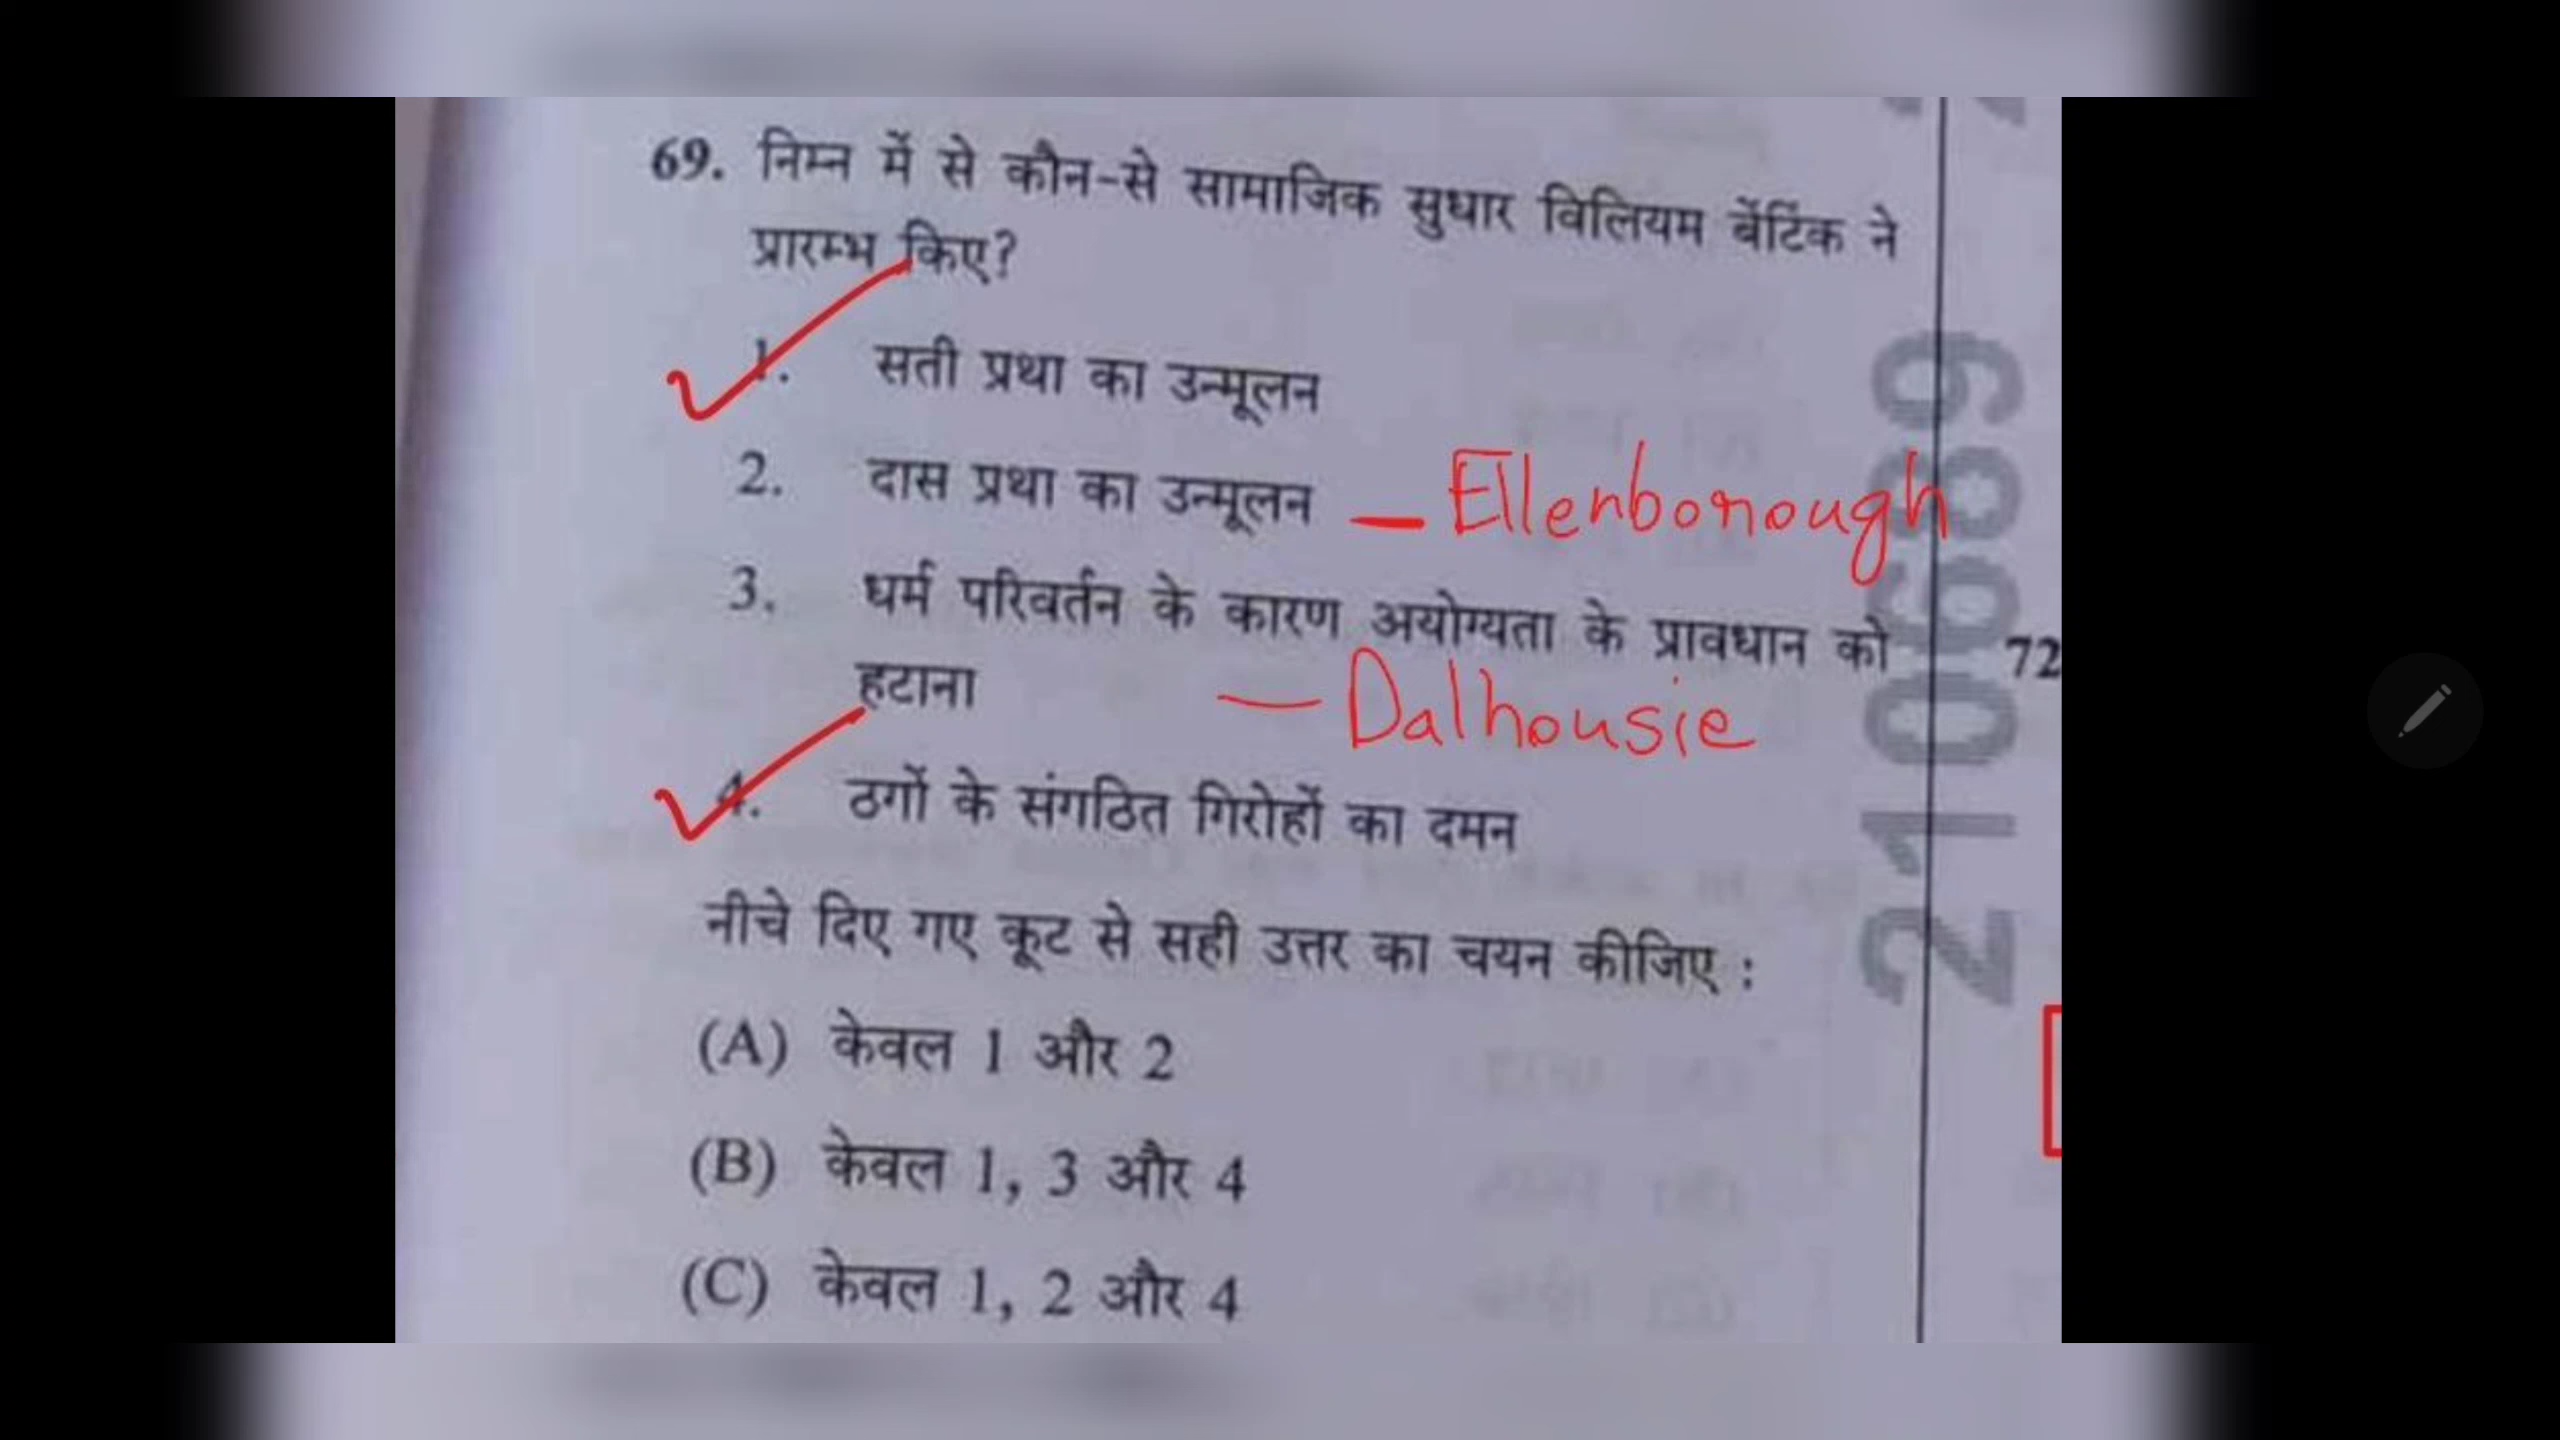 69. निम्न में से कौन-से सामाजिक सुधार विलियम बेंटिंक ने
प्रारम्भ किए?
1. सती प्रथा का उन्मूलन
2. दास प्रथा का उन्मूलन — Ellenborough
3. धर्म परिवर्तन के कारण अयोग्यता के प्रावधान को
हटाना — Dalhousie
4. ठगों के संगठित गिरोहों का दमन
नीचे दिए गए कूट से सही उत्तर का चयन कीजिए :
(A) केवल 1 और 2
(B) केवल 1, 3 और 4
(C) केवल 1, 2 और 4
72